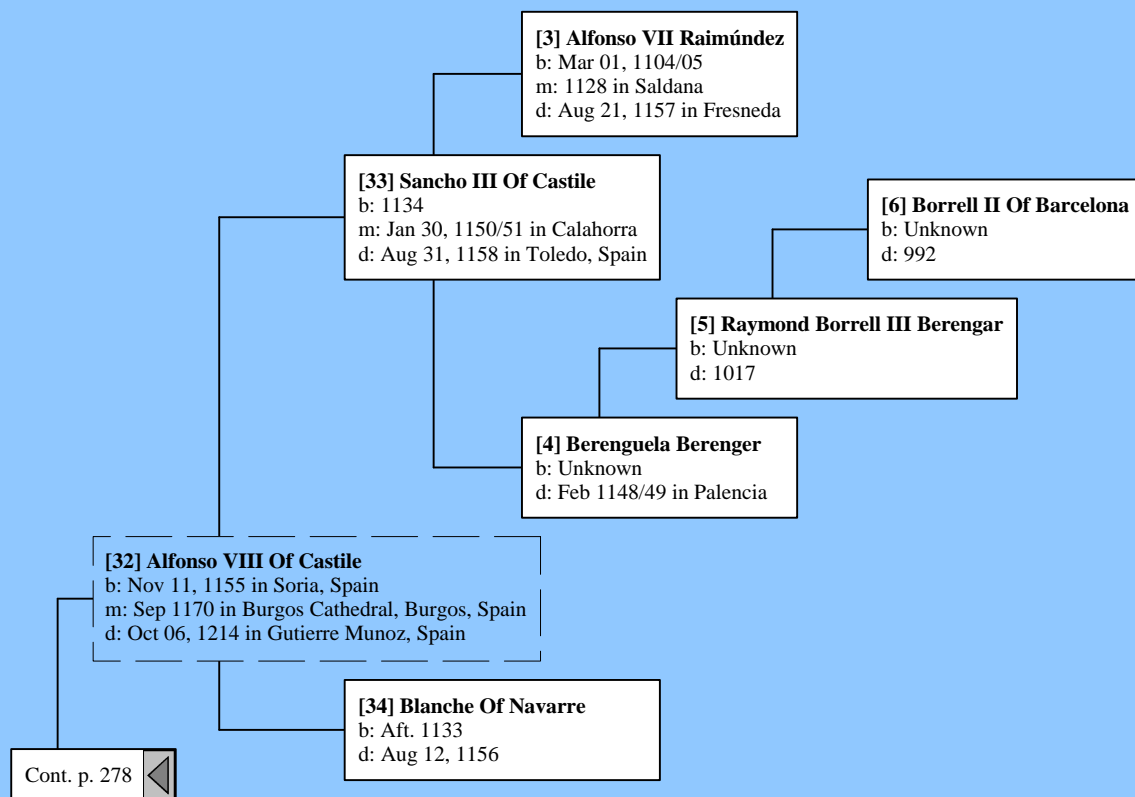 [3] Alfonso VII Raimúndez
b: Mar 01, 1104/05
m: 1128 in Saldana
d: Aug 21, 1157 in Fresneda
[33] Sancho III Of Castile
b: 1134
m: Jan 30, 1150/51 in Calahorra
d: Aug 31, 1158 in Toledo, Spain
[6] Borrell II Of Barcelona
b: Unknown
d: 992
[5] Raymond Borrell III Berengar
b: Unknown
d: 1017
[4] Berenguela Berenger
b: Unknown
d: Feb 1148/49 in Palencia
[32] Alfonso VIII Of Castile
b: Nov 11, 1155 in Soria, Spain
m: Sep 1170 in Burgos Cathedral, Burgos, Spain
d: Oct 06, 1214 in Gutierre Munoz, Spain
[34] Blanche Of Navarre
b: Aft. 1133
d: Aug 12, 1156
Cont. p. 278